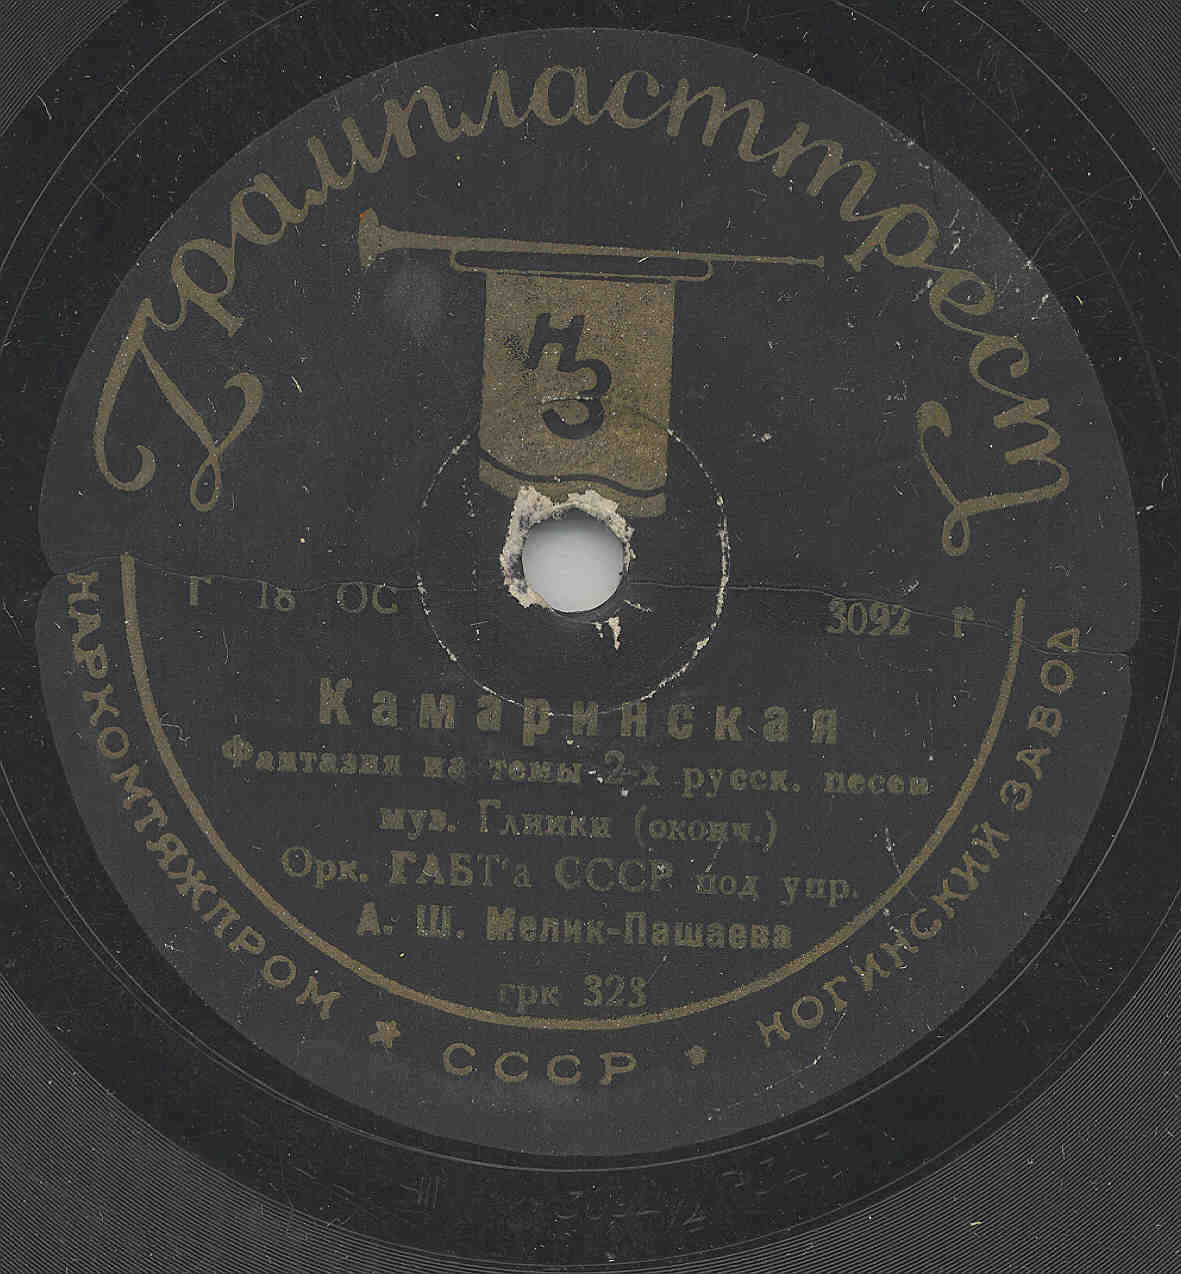 Грампласттрест
НЗ
Г 18 ОС 3092 Г
Камаринская
Фантазия на темы 2-х русск. песен
муз. Глинки (оконч.)
Орк. ГАБТ'а СССР под упр.
А. Ш. Мелик-Пашаева
грк 323
НАРКОМТЯЖПРОМ ★ СССР ★ НОГИНСКИЙ ЗАВОД